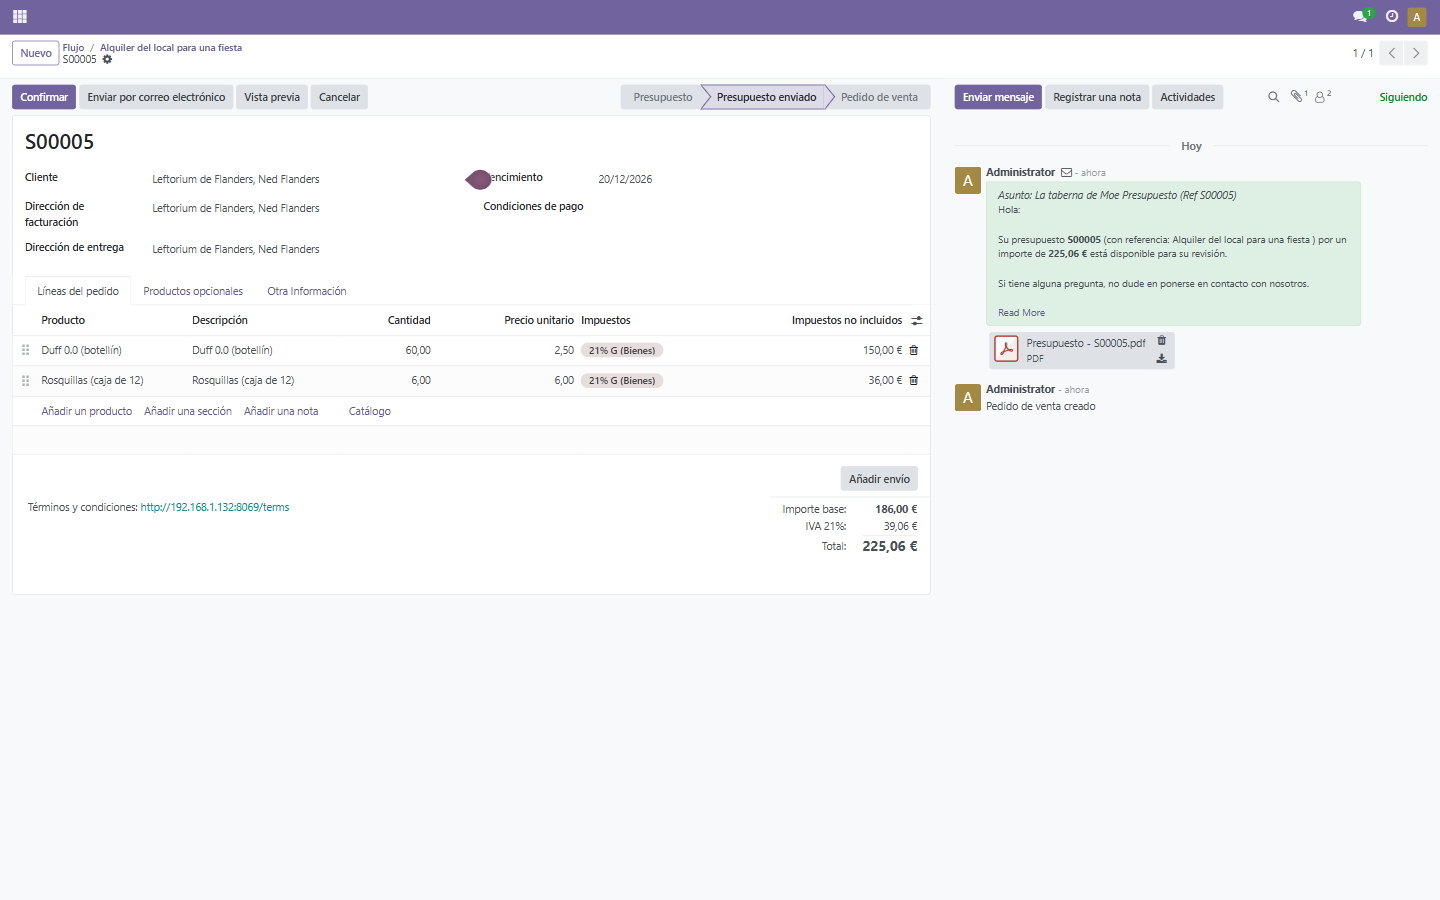 1
A
Nuevo
Flujo / Alquiler del local para una fiesta
S00005
1 / 1
Confirmar
Enviar por correo electrónico
Vista previa
Cancelar
Presupuesto
Presupuesto enviado
Pedido de venta
Enviar mensaje
Registrar una nota
Actividades
1
2
Siguiendo
S00005
Cliente
Leftorium de Flanders, Ned Flanders
encimiento
20/12/2026
Dirección de
facturación
Leftorium de Flanders, Ned Flanders
Condiciones de pago
Dirección de entrega
Leftorium de Flanders, Ned Flanders
Líneas del pedido
Productos opcionales
Otra Información
Producto Descripción Cantidad Precio unitario Impuestos Impuestos no incluidos
Duff 0.0 (botellín) Duff 0.0 (botellín) 60,00 2,50 21% G (Bienes) 150,00 €
Rosquillas (caja de 12) Rosquillas (caja de 12) 6,00 6,00 21% G (Bienes) 36,00 €
Añadir un producto Añadir una sección Añadir una nota Catálogo
Añadir envío
Términos y condiciones: http://192.168.1.132:8069/terms
Importe base: 186,00 €
IVA 21%: 39,06 €
Total: 225,06 €
Hoy
A
Administrator - ahora
Asunto: La taberna de Moe Presupuesto (Ref S00005)
Hola:
Su presupuesto S00005 (con referencia: Alquiler del local para una fiesta ) por un
importe de 225,06 € está disponible para su revisión.
Si tiene alguna pregunta, no dude en ponerse en contacto con nosotros.
Read More
Presupuesto - S00005.pdf
PDF
A
Administrator - ahora
Pedido de venta creado